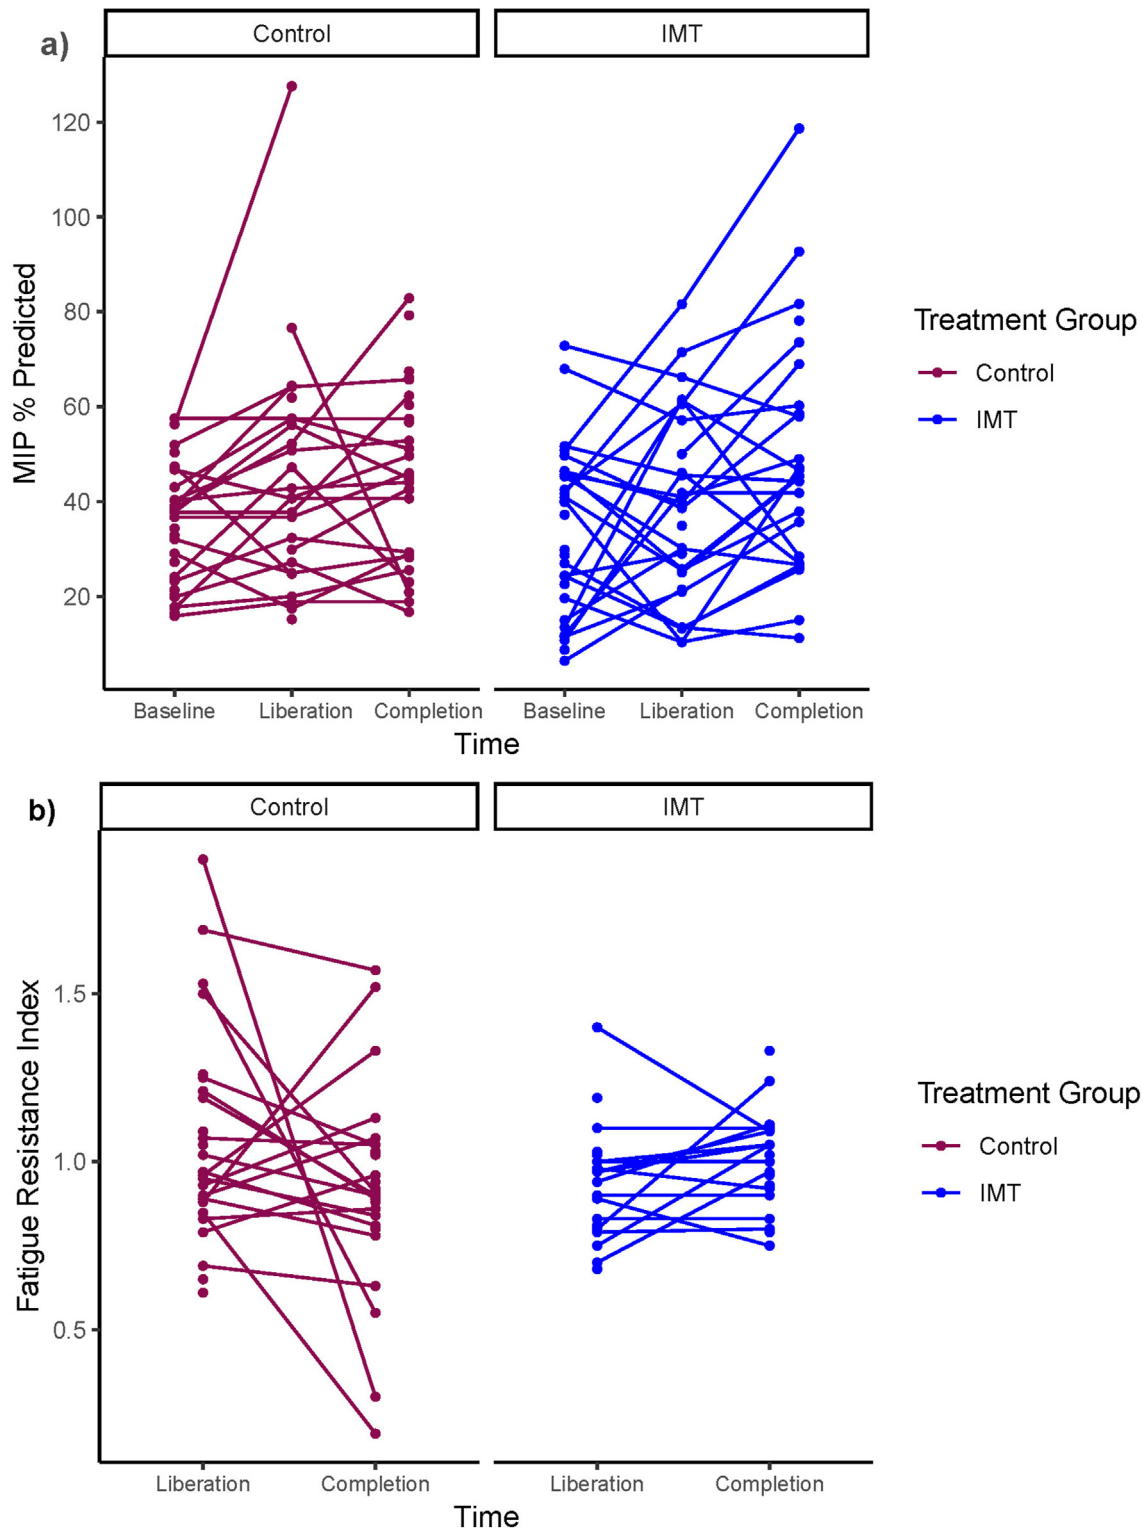 a)
Control
IMT
MIP % Predicted
120
100
80
60
40
20
Baseline
Liberation
Completion
Baseline
Liberation
Completion
Time
Treatment Group
Control
IMT
b)
Control
IMT
Fatigue Resistance Index
1.5
1.0
0.5
Liberation
Completion
Liberation
Completion
Time
Treatment Group
Control
IMT